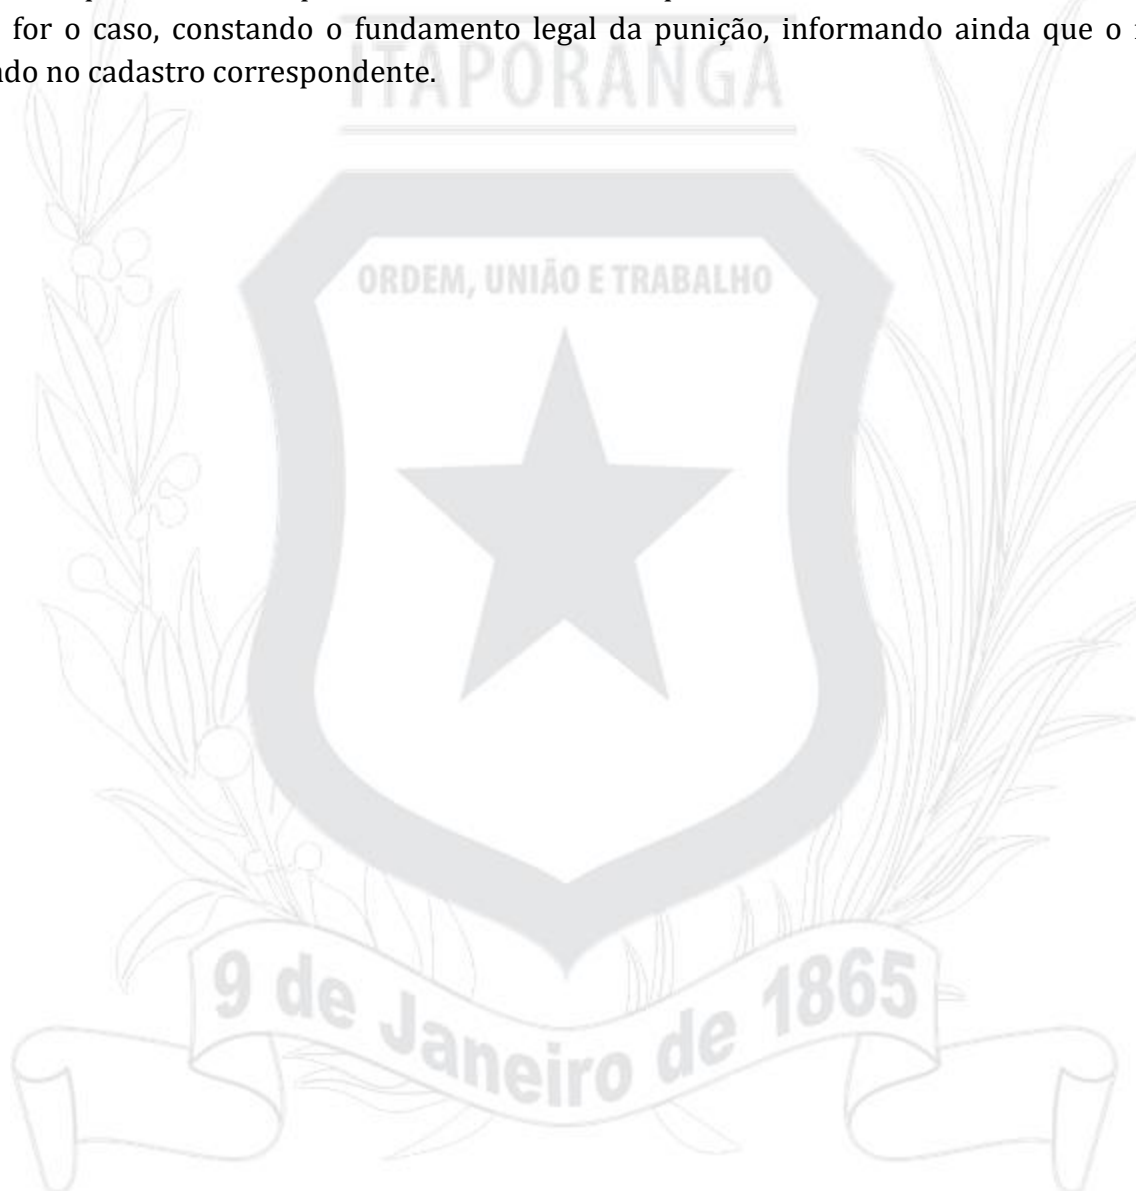 for o caso, constando o fundamento legal da punição, informando ainda que o
no cadastro correspondente.
ITAPORANGA
ORDEM, UNIÃO E TRABALHO
9 de Janeiro de 1865